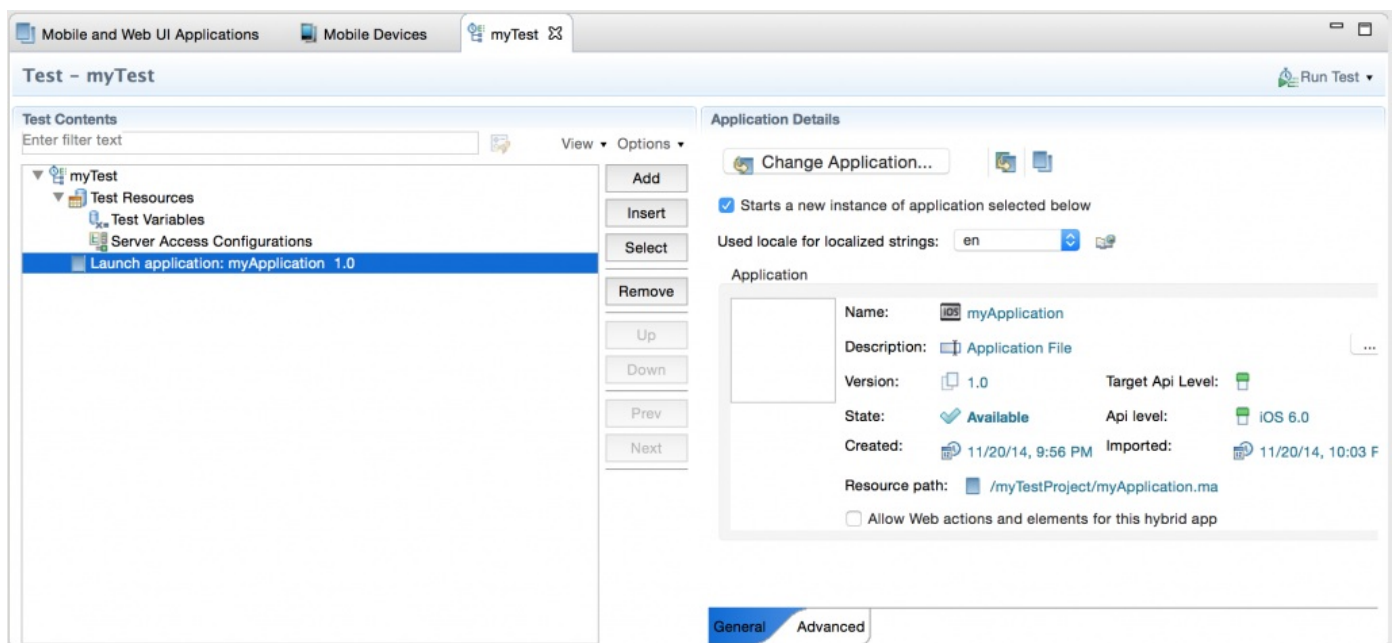 Mobile and Web UI Applications
Mobile Devices
myTest
Test - myTest
Run Test
Test Contents
Enter filter text
View
Options
myTest
Test Resources
Test Variables
Server Access Configurations
Launch application: myApplication 1.0
Add
Insert
Select
Remove
Up
Down
Prev
Next
Application Details
Change Application...
Starts a new instance of application selected below
Used locale for localized strings: en
Application
Name: iOS myApplication
Description: Application File
...
Version: 1.0 Target Api Level:
State: Available Api level: iOS 6.0
Created: 11/20/14, 9:56 PM Imported: 11/20/14, 10:03 P
Resource path: /myTestProject/myApplication.ma
Allow Web actions and elements for this hybrid app
General
Advanced